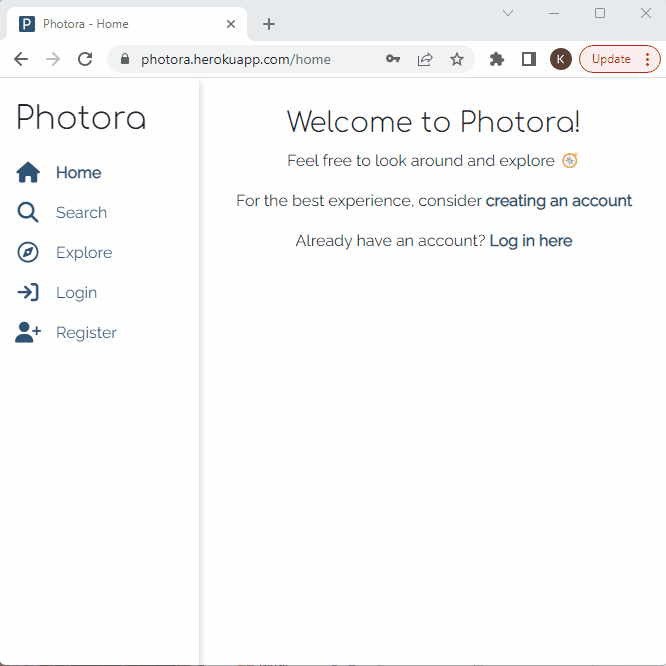 P Photora - Home
photora.herokuapp.com/home
K
Update
Photora
Home
Search
Explore
Login
Register
Welcome to Photora!
Feel free to look around and explore 🧭
For the best experience, consider creating an account
Already have an account? Log in here